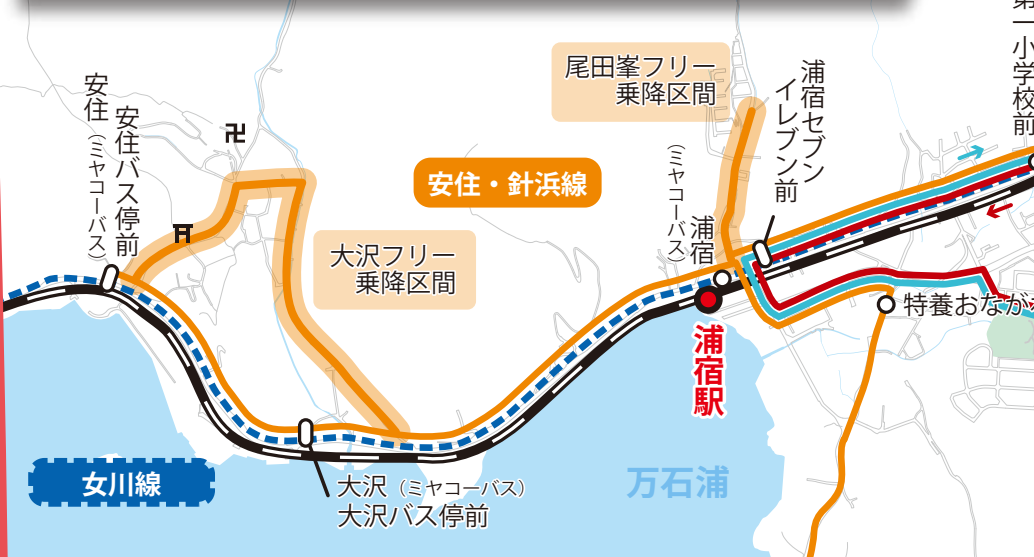 第一小学校前
尾田峯フリー
乗降区間
浦宿セブン
イレブン前
安住（ミヤコーバス）
安住バス停前
安住・針浜線
浦宿
（ミヤコーバス）
大沢フリー
乗降区間
特養おなが
浦宿駅
女川線
大沢（ミヤコーバス）
大沢バス停前
万石浦